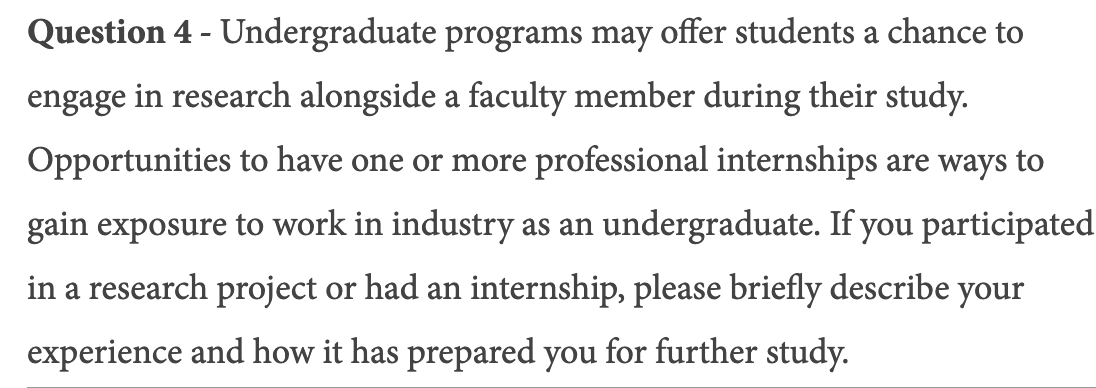 Question 4 - Undergraduate programs may offer students a chance to
engage in research alongside a faculty member during their study.
Opportunities to have one or more professional internships are ways to
gain exposure to work in industry as an undergraduate. If you participated
in a research project or had an internship, please briefly describe your
experience and how it has prepared you for further study.